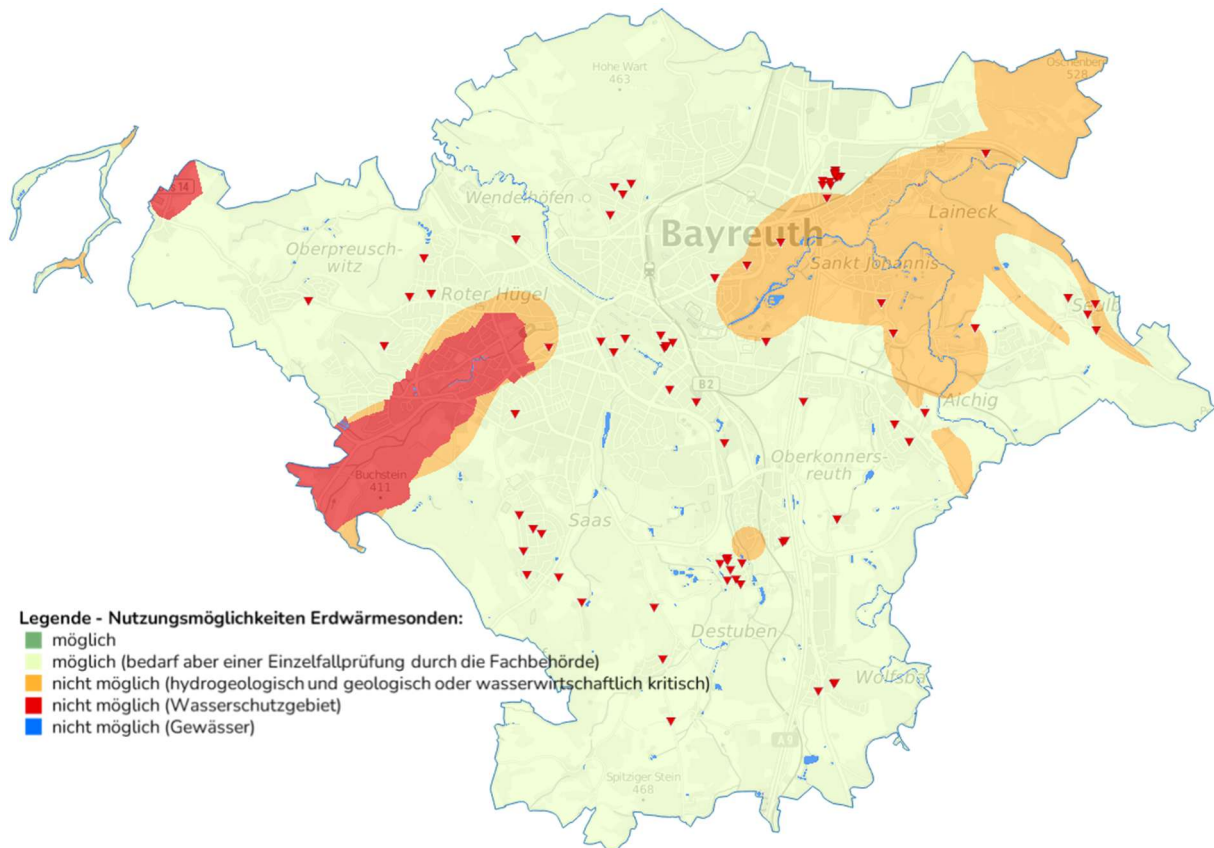 Hohe Wart
463
Oschenberg
528
14
Wendelhöfen
Bayreuth
Laineck
Oberpreusch-
witz
Sankt Johannis
Roter Hügel
Seulb
B2
Aichig
Oberkonners-
reuth
Buchstein
411
Saas
Destuben
Wolfsba
A9
Spitziger Stein
468
Legende - Nutzungsmöglichkeiten Erdwärmesonden:
möglich
möglich (bedarf aber einer Einzelfallprüfung durch die Fachbehörde)
nicht möglich (hydrogeologisch und geologisch oder wasserwirtschaftlich kritisch)
nicht möglich (Wasserschutzgebiet)
nicht möglich (Gewässer)